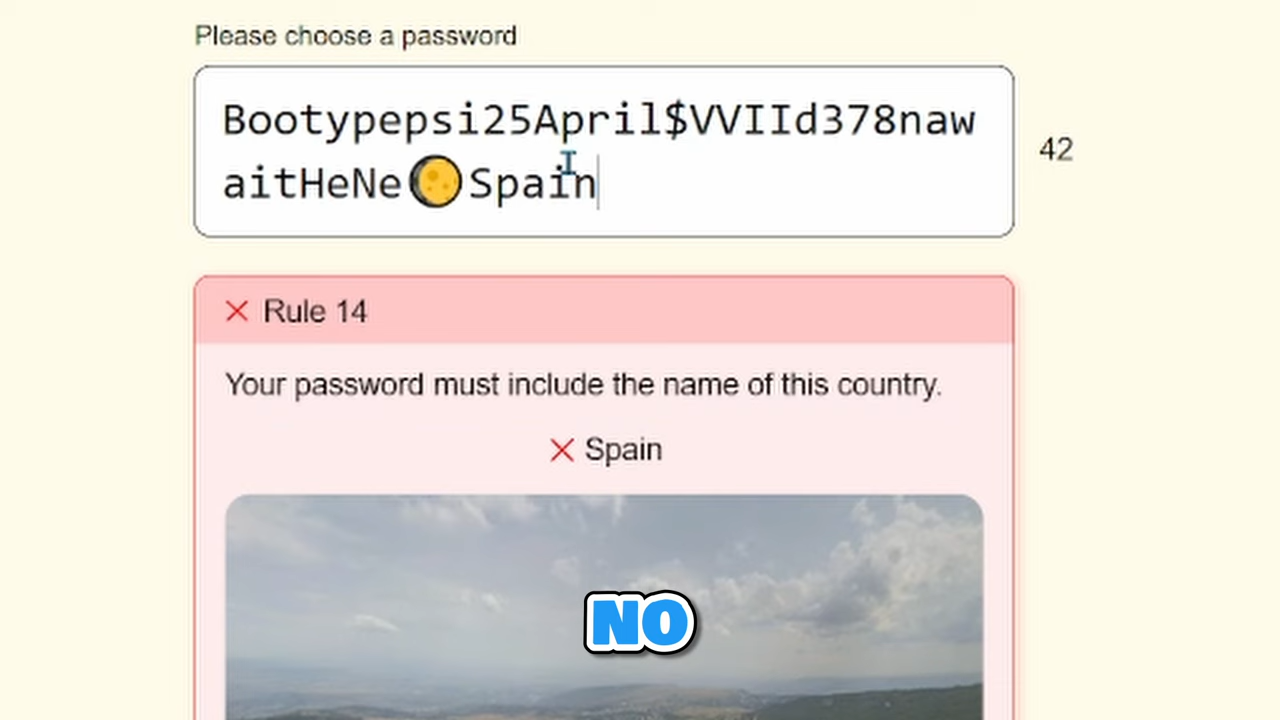 Please choose a password
Bootypepsi25April$VVIId378naw
aitHeNe🌔Spain
42
× Rule 14
Your password must include the name of this country.
× Spain
NO